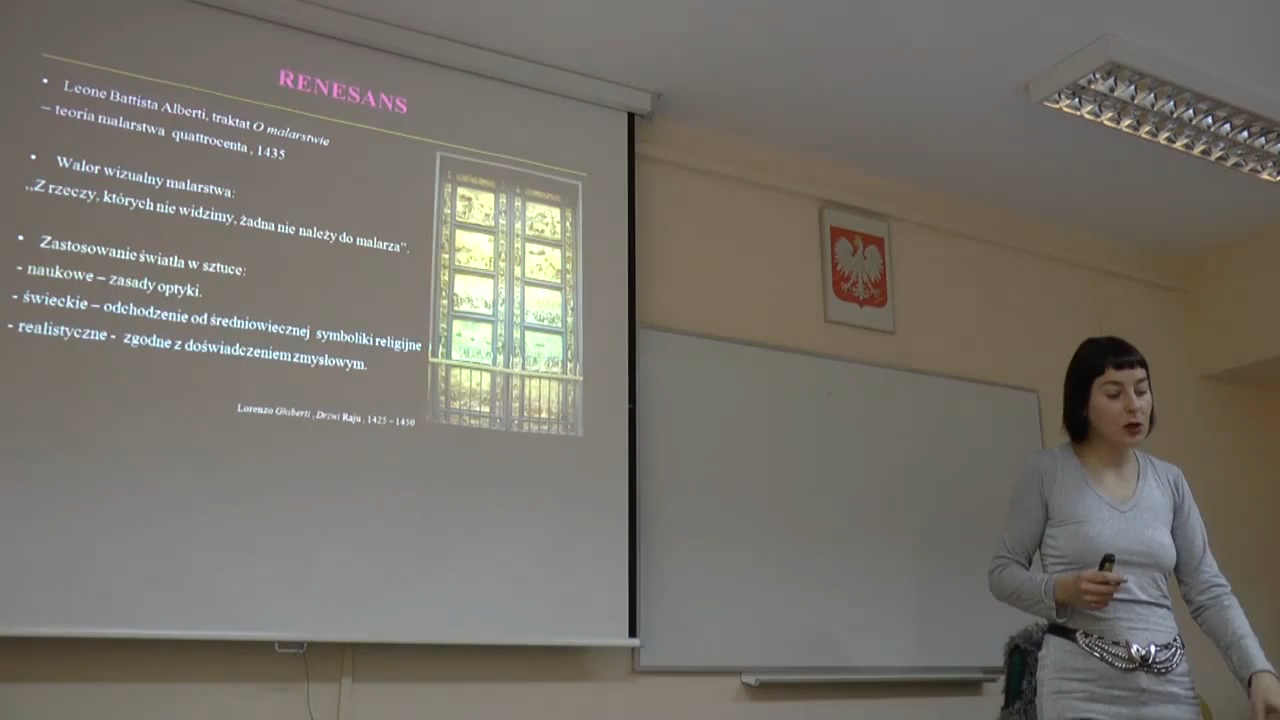 RENESANS
• Leone Battista Alberti, traktat O malarstwie
– teoria malarstwa quattrocenta , 1435
• Walor wizualny malarstwa:
„Z rzeczy, których nie widzimy, żadna nie należy do malarza”.
• Zastosowanie światła w sztuce:
- naukowe – zasady optyki.
- świeckie – odchodzenie od średniowiecznej symboliki religijne
- realistyczne - zgodne z doświadczeniem zmysłowym.
Lorenzo Ghiberti , Drzwi Raju , 1425 – 1450